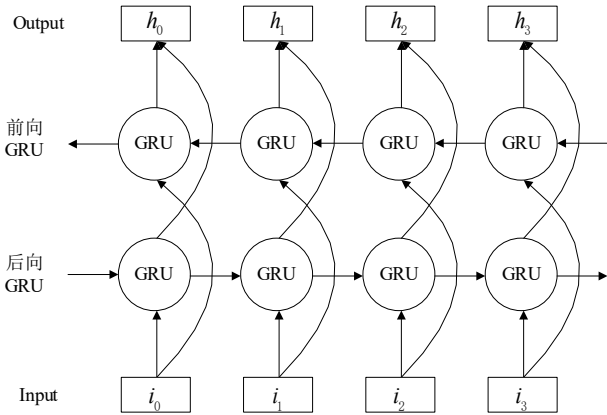 Output h₀ h₁ h₂ h₃
前向
GRU GRU GRU GRU GRU
后向
GRU GRU GRU GRU GRU
Input i₀ i₁ i₂ i₃